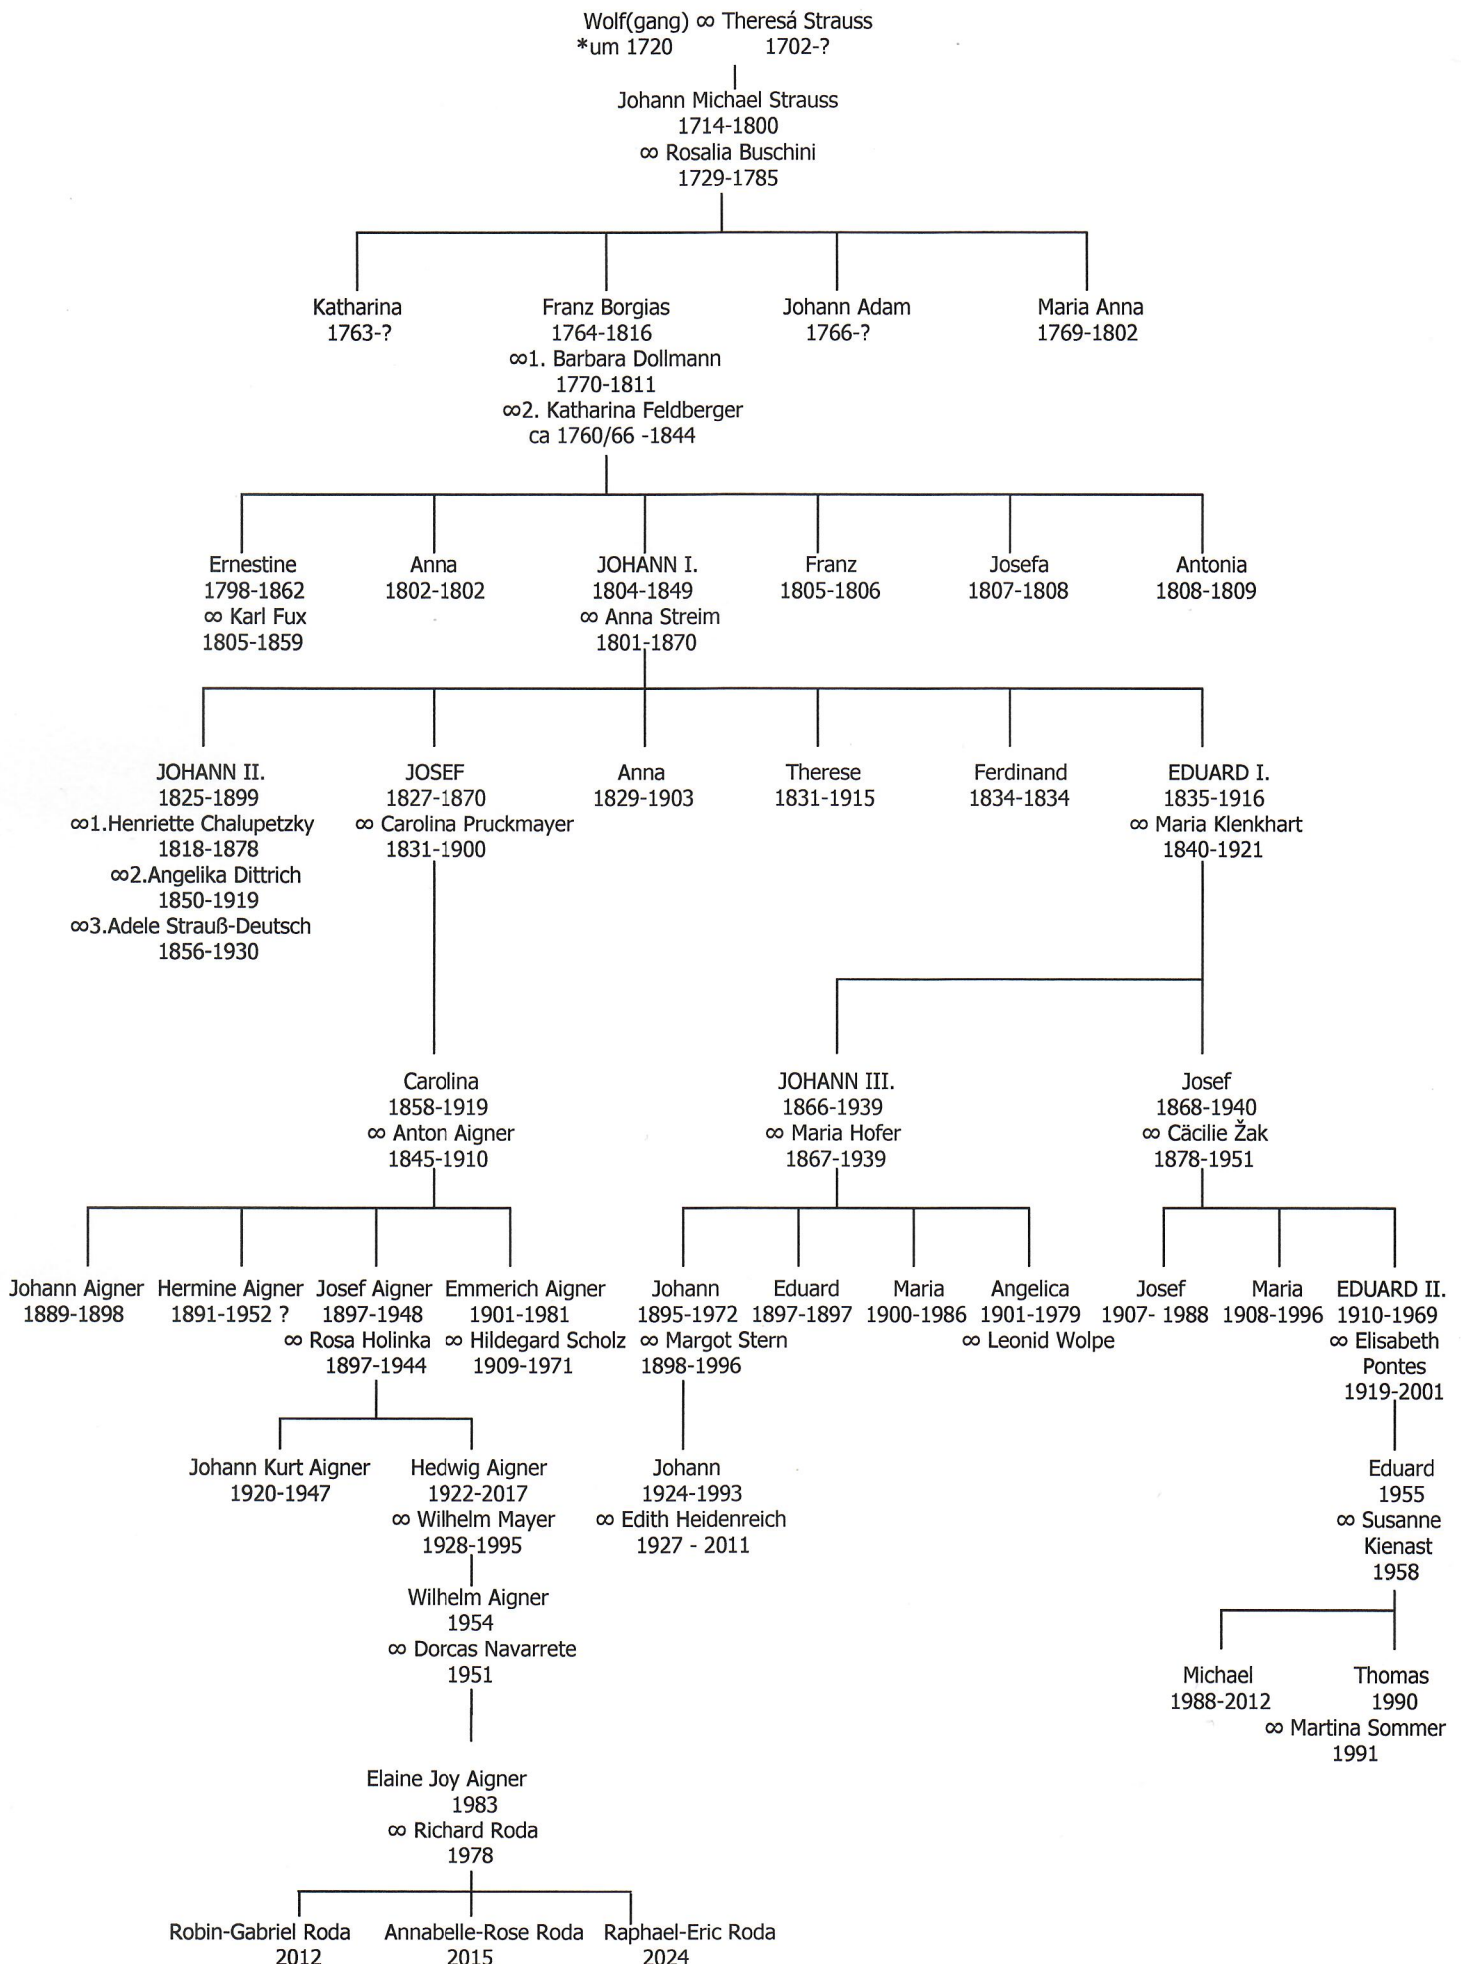 Wolf(gang) ∞ Theresá Strauss
*um 1720 1702-?
Johann Michael Strauss
1714-1800
∞ Rosalia Buschini
1729-1785
Katharina Franz Borgias Johann Adam Maria Anna
1763-? 1764-1816 1766-? 1769-1802
∞1. Barbara Dollmann
1770-1811
∞2. Katharina Feldberger
ca 1760/66 -1844
Ernestine Anna JOHANN I. Franz Josefa Antonia
1798-1862 1802-1802 1804-1849 1805-1806 1807-1808 1808-1809
∞ Karl Fux ∞ Anna Streim
1805-1859 1801-1870
JOHANN II. JOSEF Anna Therese Ferdinand EDUARD I.
1825-1899 1827-1870 1829-1903 1831-1915 1834-1834 1835-1916
∞1.Henriette Chalupetzky ∞ Carolina Pruckmayer ∞ Maria Klenkhart
1818-1878 1831-1900 1840-1921
∞2.Angelika Dittrich
1850-1919
∞3.Adele Strauß-Deutsch
1856-1930
Carolina JOHANN III. Josef
1858-1919 1866-1939 1868-1940
∞ Anton Aigner ∞ Maria Hofer ∞ Cäcilie Žak
1845-1910 1867-1939 1878-1951
Johann Aigner Hermine Aigner Josef Aigner Emmerich Aigner Johann Eduard Maria Angelica Josef Maria EDUARD II.
1889-1898 1891-1952 ? 1897-1948 1901-1981 1895-1972 1897-1897 1900-1986 1901-1979 1907- 1988 1908-1996 1910-1969
∞ Rosa Holinka ∞ Hildegard Scholz ∞ Margot Stern ∞ Leonid Wolpe ∞ Elisabeth
1897-1944 1909-1971 1898-1996 Pontes
1919-2001
Johann Kurt Aigner Hedwig Aigner Johann Eduard
1920-1947 1922-2017 1924-1993 1955
∞ Wilhelm Mayer ∞ Edith Heidenreich ∞ Susanne
1928-1995 1927 - 2011 Kienast
1958
Wilhelm Aigner
1954
∞ Dorcas Navarrete
1951
Michael Thomas
1988-2012 1990
∞ Martina Sommer
1991
Elaine Joy Aigner
1983
∞ Richard Roda
1978
Robin-Gabriel Roda Annabelle-Rose Roda Raphael-Eric Roda
2012 2015 2024